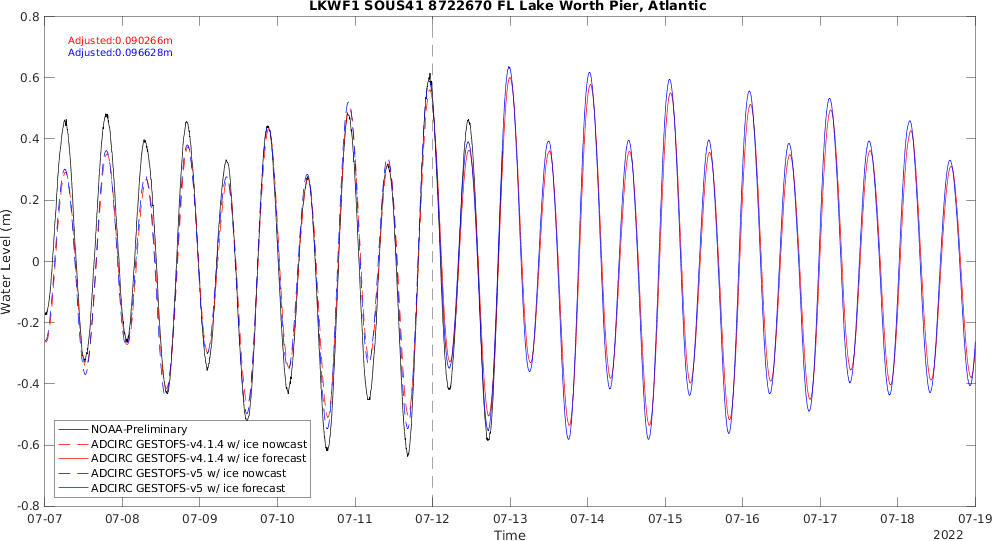 LKWF1 SOUS41 8722670 FL Lake Worth Pier, Atlantic
0.8
Adjusted:0.090266m
Adjusted:0.096628m
0.6
0.4
0.2
0
-0.2
-0.4
-0.6
-0.8
Water Level (m)
NOAA-Preliminary
ADCIRC GESTOFS-v4.1.4 w/ ice nowcast
ADCIRC GESTOFS-v4.1.4 w/ ice forecast
ADCIRC GESTOFS-v5 w/ ice nowcast
ADCIRC GESTOFS-v5 w/ ice forecast
07-07 07-08 07-09 07-10 07-11 07-12 07-13 07-14 07-15 07-16 07-17 07-18 07-19
Time
2022